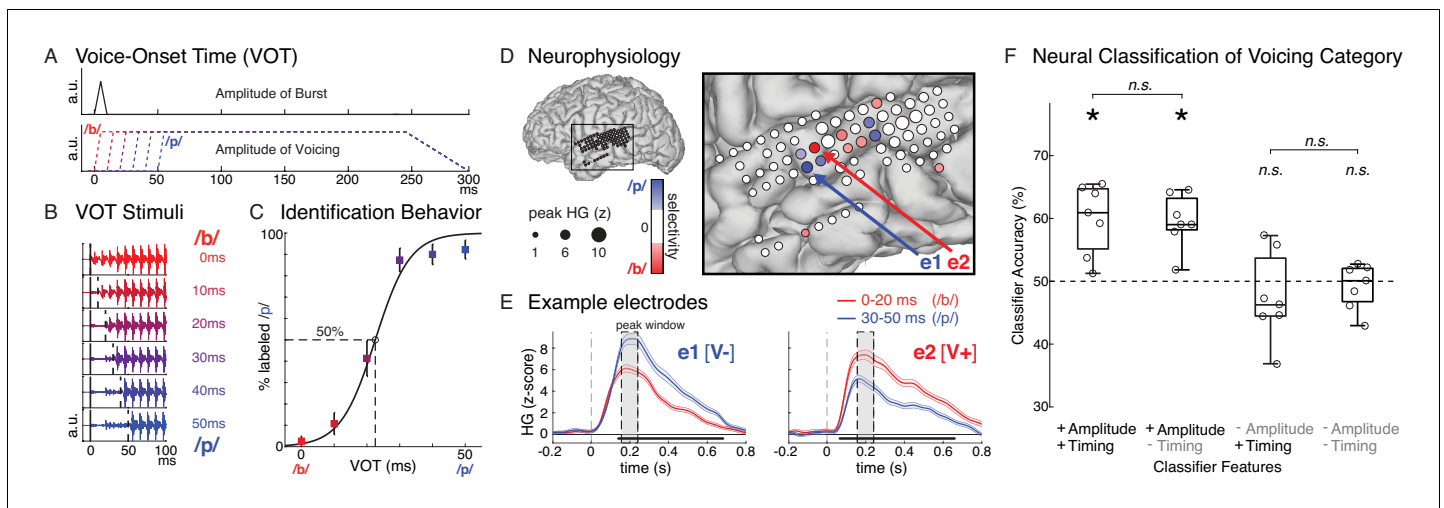 A Voice-Onset Time (VOT)
a.u.
Amplitude of Burst
a.u.
/b/
/p/
Amplitude of Voicing
0 50 100 150 200 250 300
ms
B VOT Stimuli
/b/
0ms
10ms
20ms
30ms
40ms
50ms
/p/
a.u.
0 100
ms
C Identification Behavior
100
% labeled /p/
50%
0
0 10 20 30 40 50
/b/ VOT (ms) /p/
D Neurophysiology
/p/
0
/b/
selectivity
peak HG (z)
1 6 10
e1 e2
E Example electrodes
0-20 ms (/b/)
30-50 ms (/p/)
peak window
e1 [V-]
e2 [V+]
HG (z-score)
8
6
4
2
0
-0.2 0 0.2 0.4 0.6 0.8
time (s)
-0.2 0 0.2 0.4 0.6 0.8
time (s)
F Neural Classification of Voicing Category
n.s.
* *
n.s.
n.s. n.s.
Classifier Accuracy (%)
70
60
50
40
30
+Amplitude +Amplitude -Amplitude -Amplitude
+Timing -Timing +Timing -Timing
Classifier Features